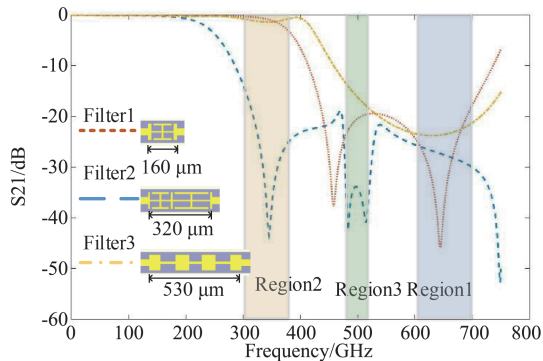 0
-10
-20
-30
-40
-50
-60
S21/dB
Filter1
160 μm
Filter2
320 μm
Filter3
530 μm
Region2
Region3
Region1
0 100 200 300 400 500 600 700 800
Frequency/GHz